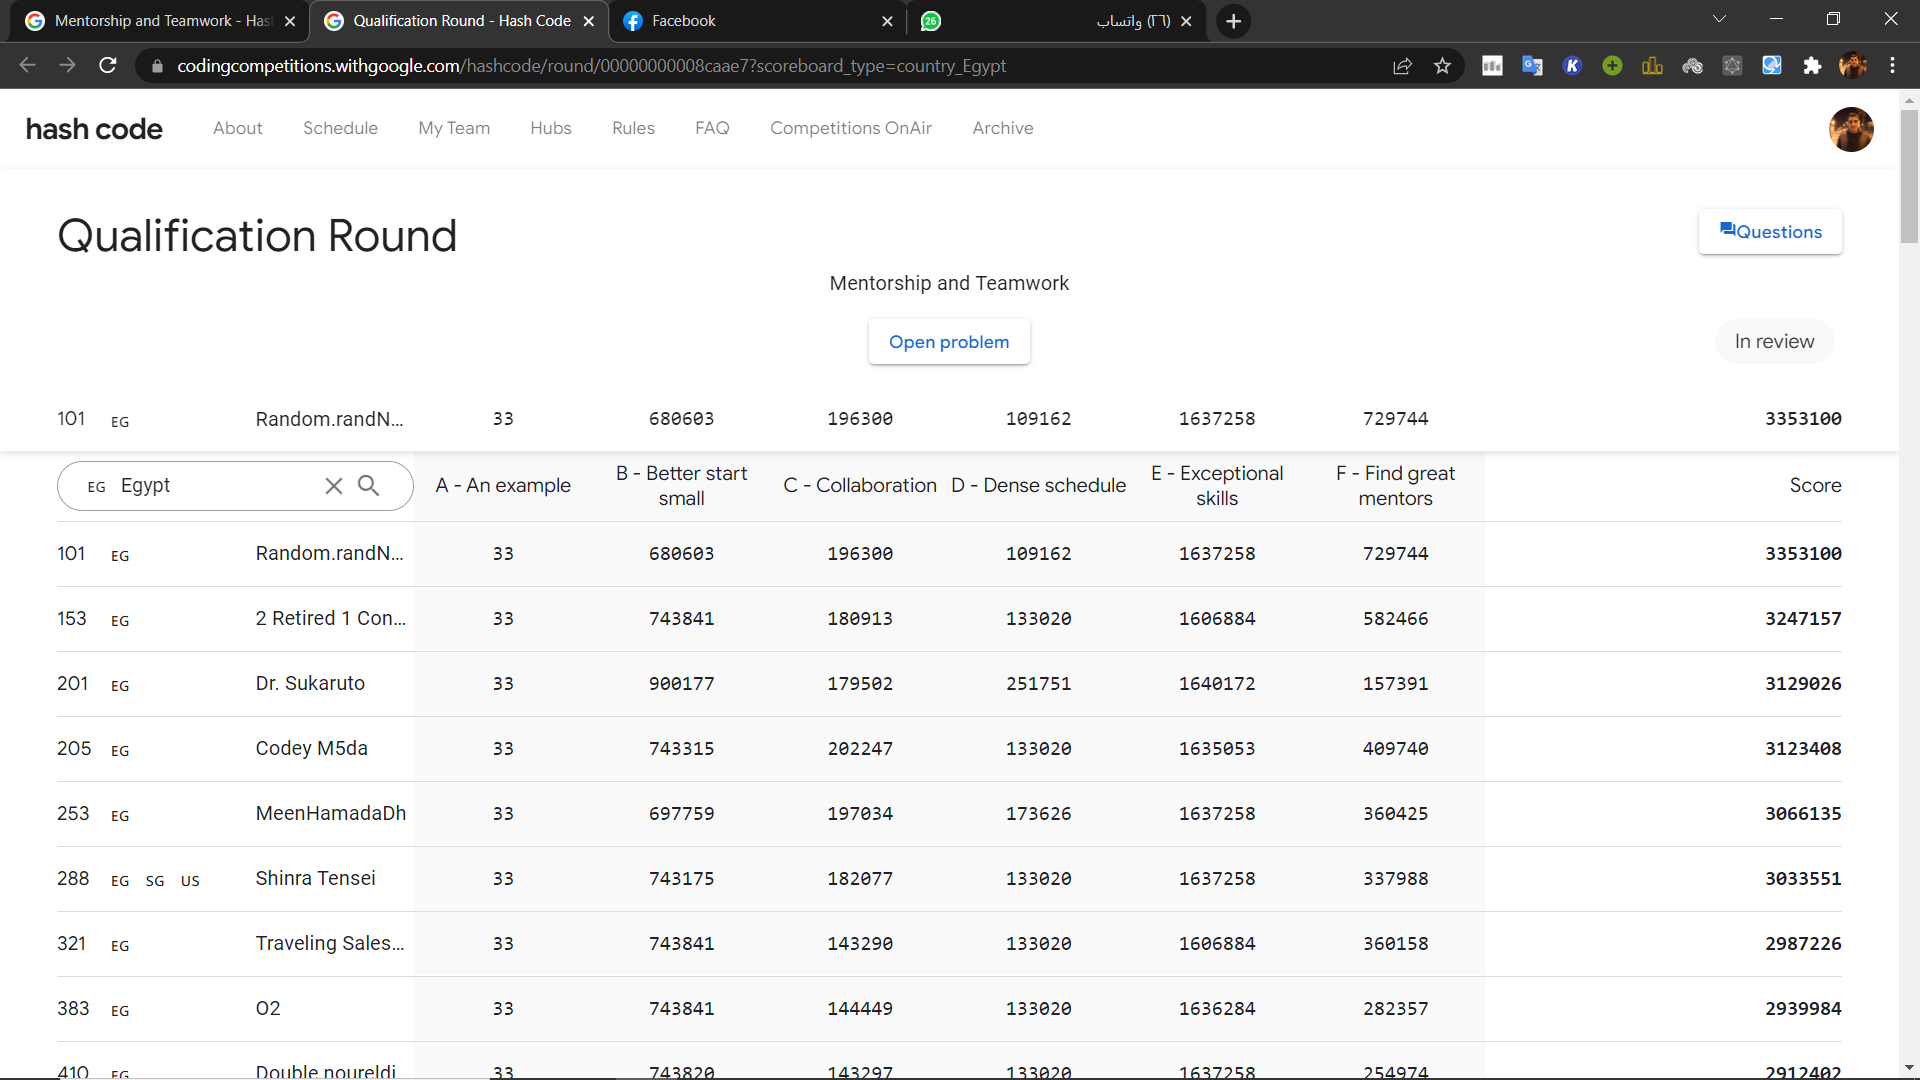 Mentorship and Teamwork - Has
Qualification Round - Hash Code
Facebook
26
(٢٦) واتساب
codingcompetitions.withgoogle.com/hashcode/round/00000000008caae7?scoreboard_type=country_Egypt
hash code About Schedule My Team Hubs Rules FAQ Competitions OnAir Archive
Qualification Round
Questions
Mentorship and Teamwork
Open problem
In review
101 EG Random.randN... 33 680603 196300 109162 1637258 729744 3353100
EG Egypt A - An example B - Better start small C - Collaboration D - Dense schedule E - Exceptional skills F - Find great mentors Score
101 EG Random.randN... 33 680603 196300 109162 1637258 729744 3353100
153 EG 2 Retired 1 Con... 33 743841 180913 133020 1606884 582466 3247157
201 EG Dr. Sukaruto 33 900177 179502 251751 1640172 157391 3129026
205 EG Codey M5da 33 743315 202247 133020 1635053 409740 3123408
253 EG MeenHamadaDh 33 697759 197034 173626 1637258 360425 3066135
288 EG SG US Shinra Tensei 33 743175 182077 133020 1637258 337988 3033551
321 EG Traveling Sales... 33 743841 143290 133020 1606884 360158 2987226
383 EG O2 33 743841 144449 133020 1636284 282357 2939984
410 EG Double noureldi 33 743820 143297 133020 1637258 254974 2912402